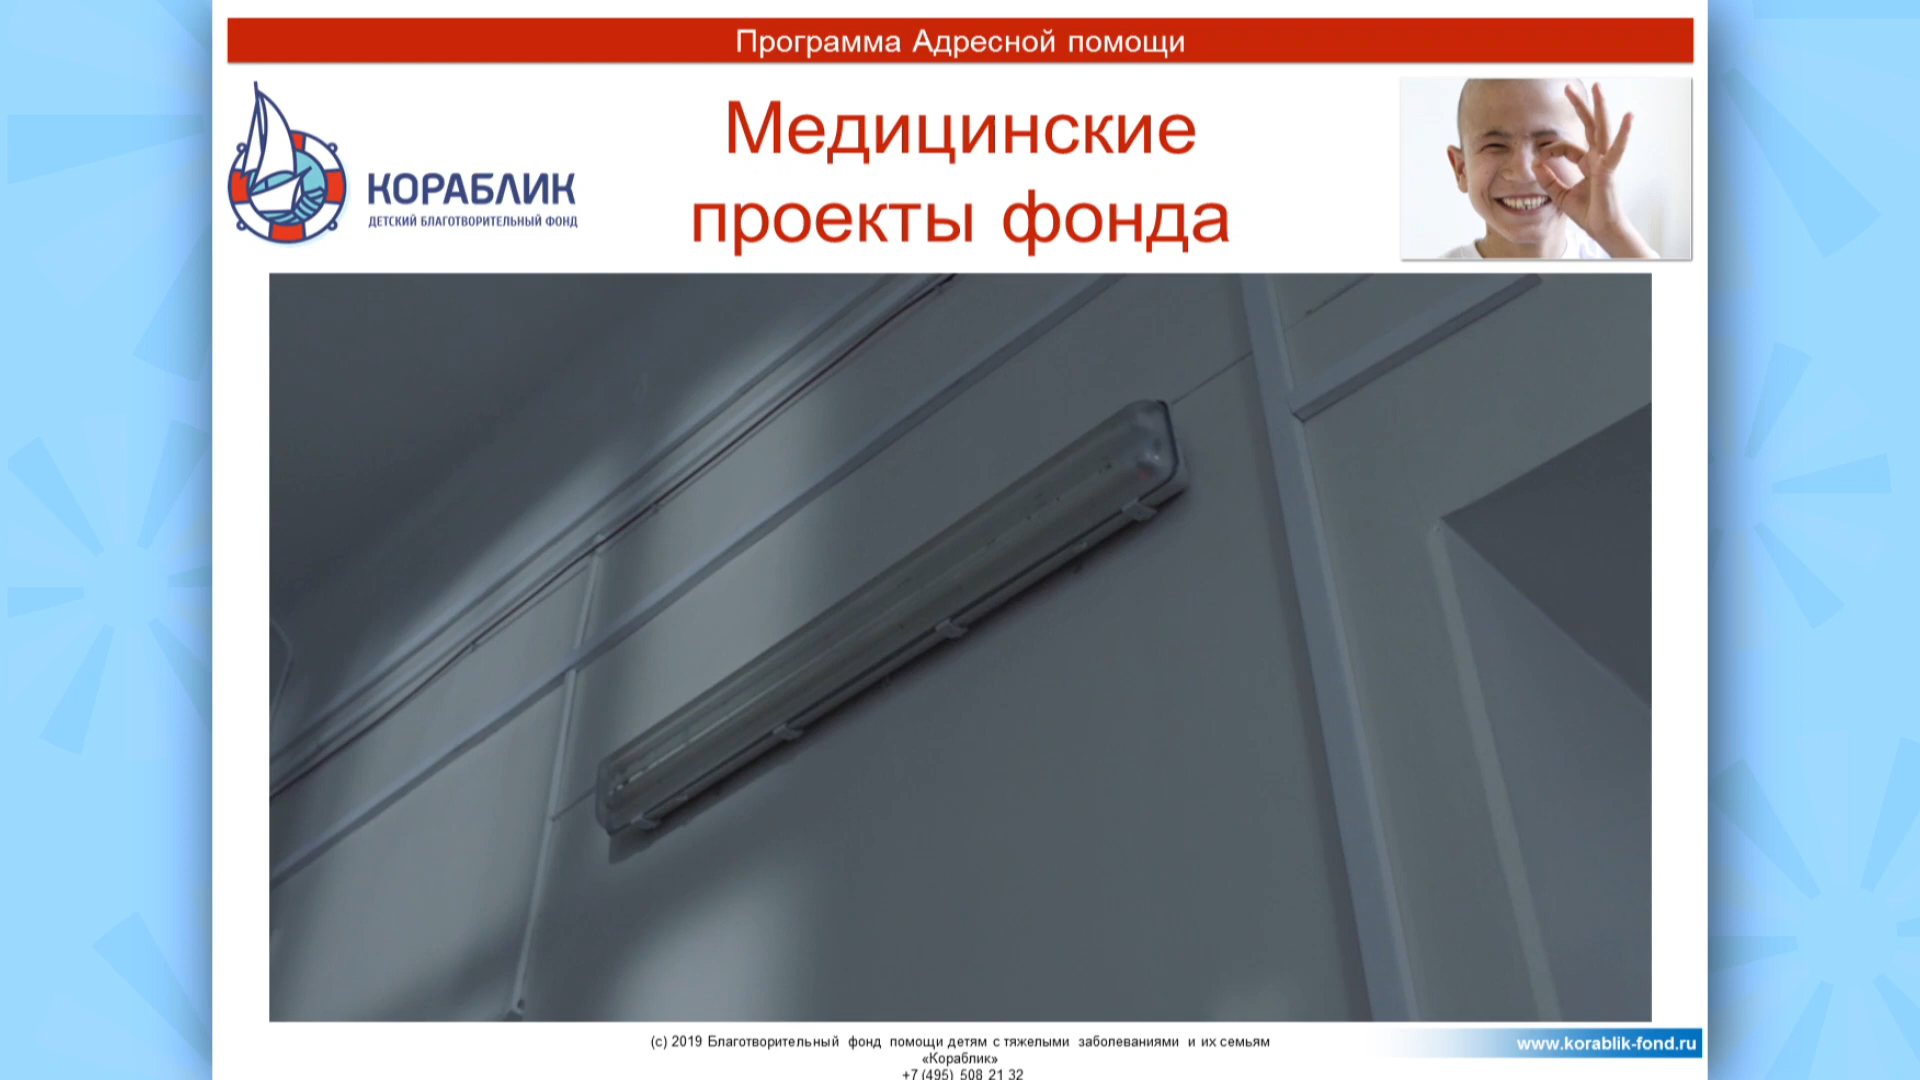 Программа Адресной помощи
Медицинские
проекты фонда
КОРАБЛИК
ДЕТСКИЙ БЛАГОТВОРИТЕЛЬНЫЙ ФОНД
(с) 2019 Благотворительный фонд помощи детям с тяжелыми заболеваниями и их семьям
«Кораблик»
+7 (495) 508 21 32
www.korablik-fond.ru